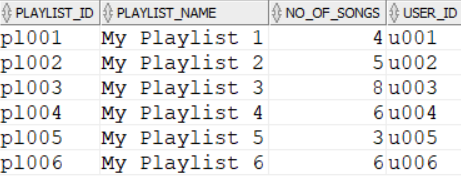 PLAYLIST_ID PLAYLIST_NAME NO_OF_SONGS USER_ID
pl001 My Playlist 1 4 u001
pl002 My Playlist 2 5 u002
pl003 My Playlist 3 8 u003
pl004 My Playlist 4 6 u004
pl005 My Playlist 5 3 u005
pl006 My Playlist 6 6 u006